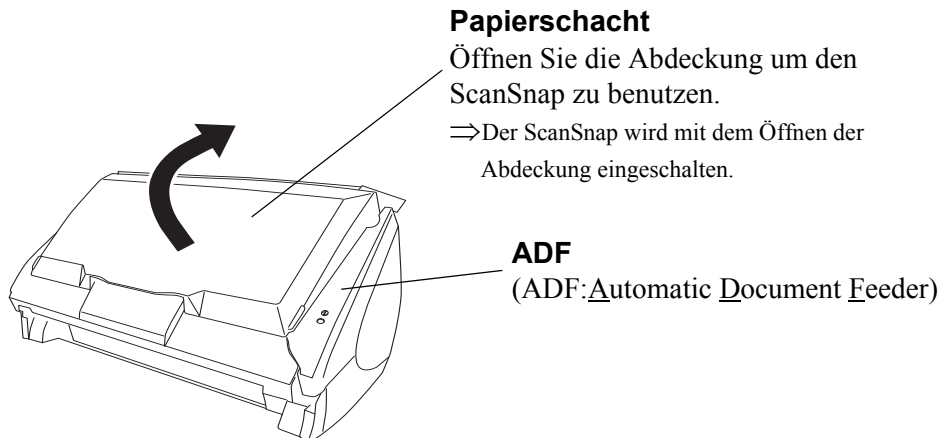 Papierschacht
Öffnen Sie die Abdeckung um den
ScanSnap zu benutzen.
⇒Der ScanSnap wird mit dem Öffnen der
Abdeckung eingeschalten.
ADF
(ADF:Automatic Document Feeder)